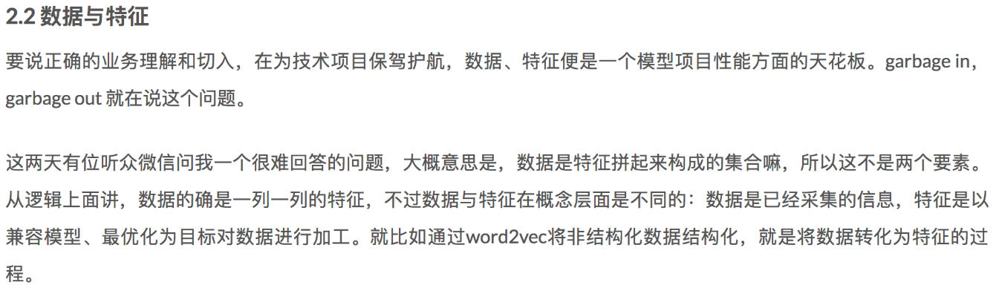 2.2 数据与特征
要说正确的业务理解和切入，在为技术项目保驾护航，数据、特征便是一个模型项目性能方面的天花板。garbage in，
garbage out 就在说这个问题。
这两天有位听众微信问我一个很难回答的问题，大概意思是，数据是特征拼起来构成的集合嘛，所以这不是两个要素。
从逻辑上面讲，数据的确是一列一列的特征，不过数据与特征在概念层面是不同的：数据是已经采集的信息，特征是以
兼容模型、最优化为目标对数据进行加工。就比如通过word2vec将非结构化数据结构化，就是将数据转化为特征的过
程。